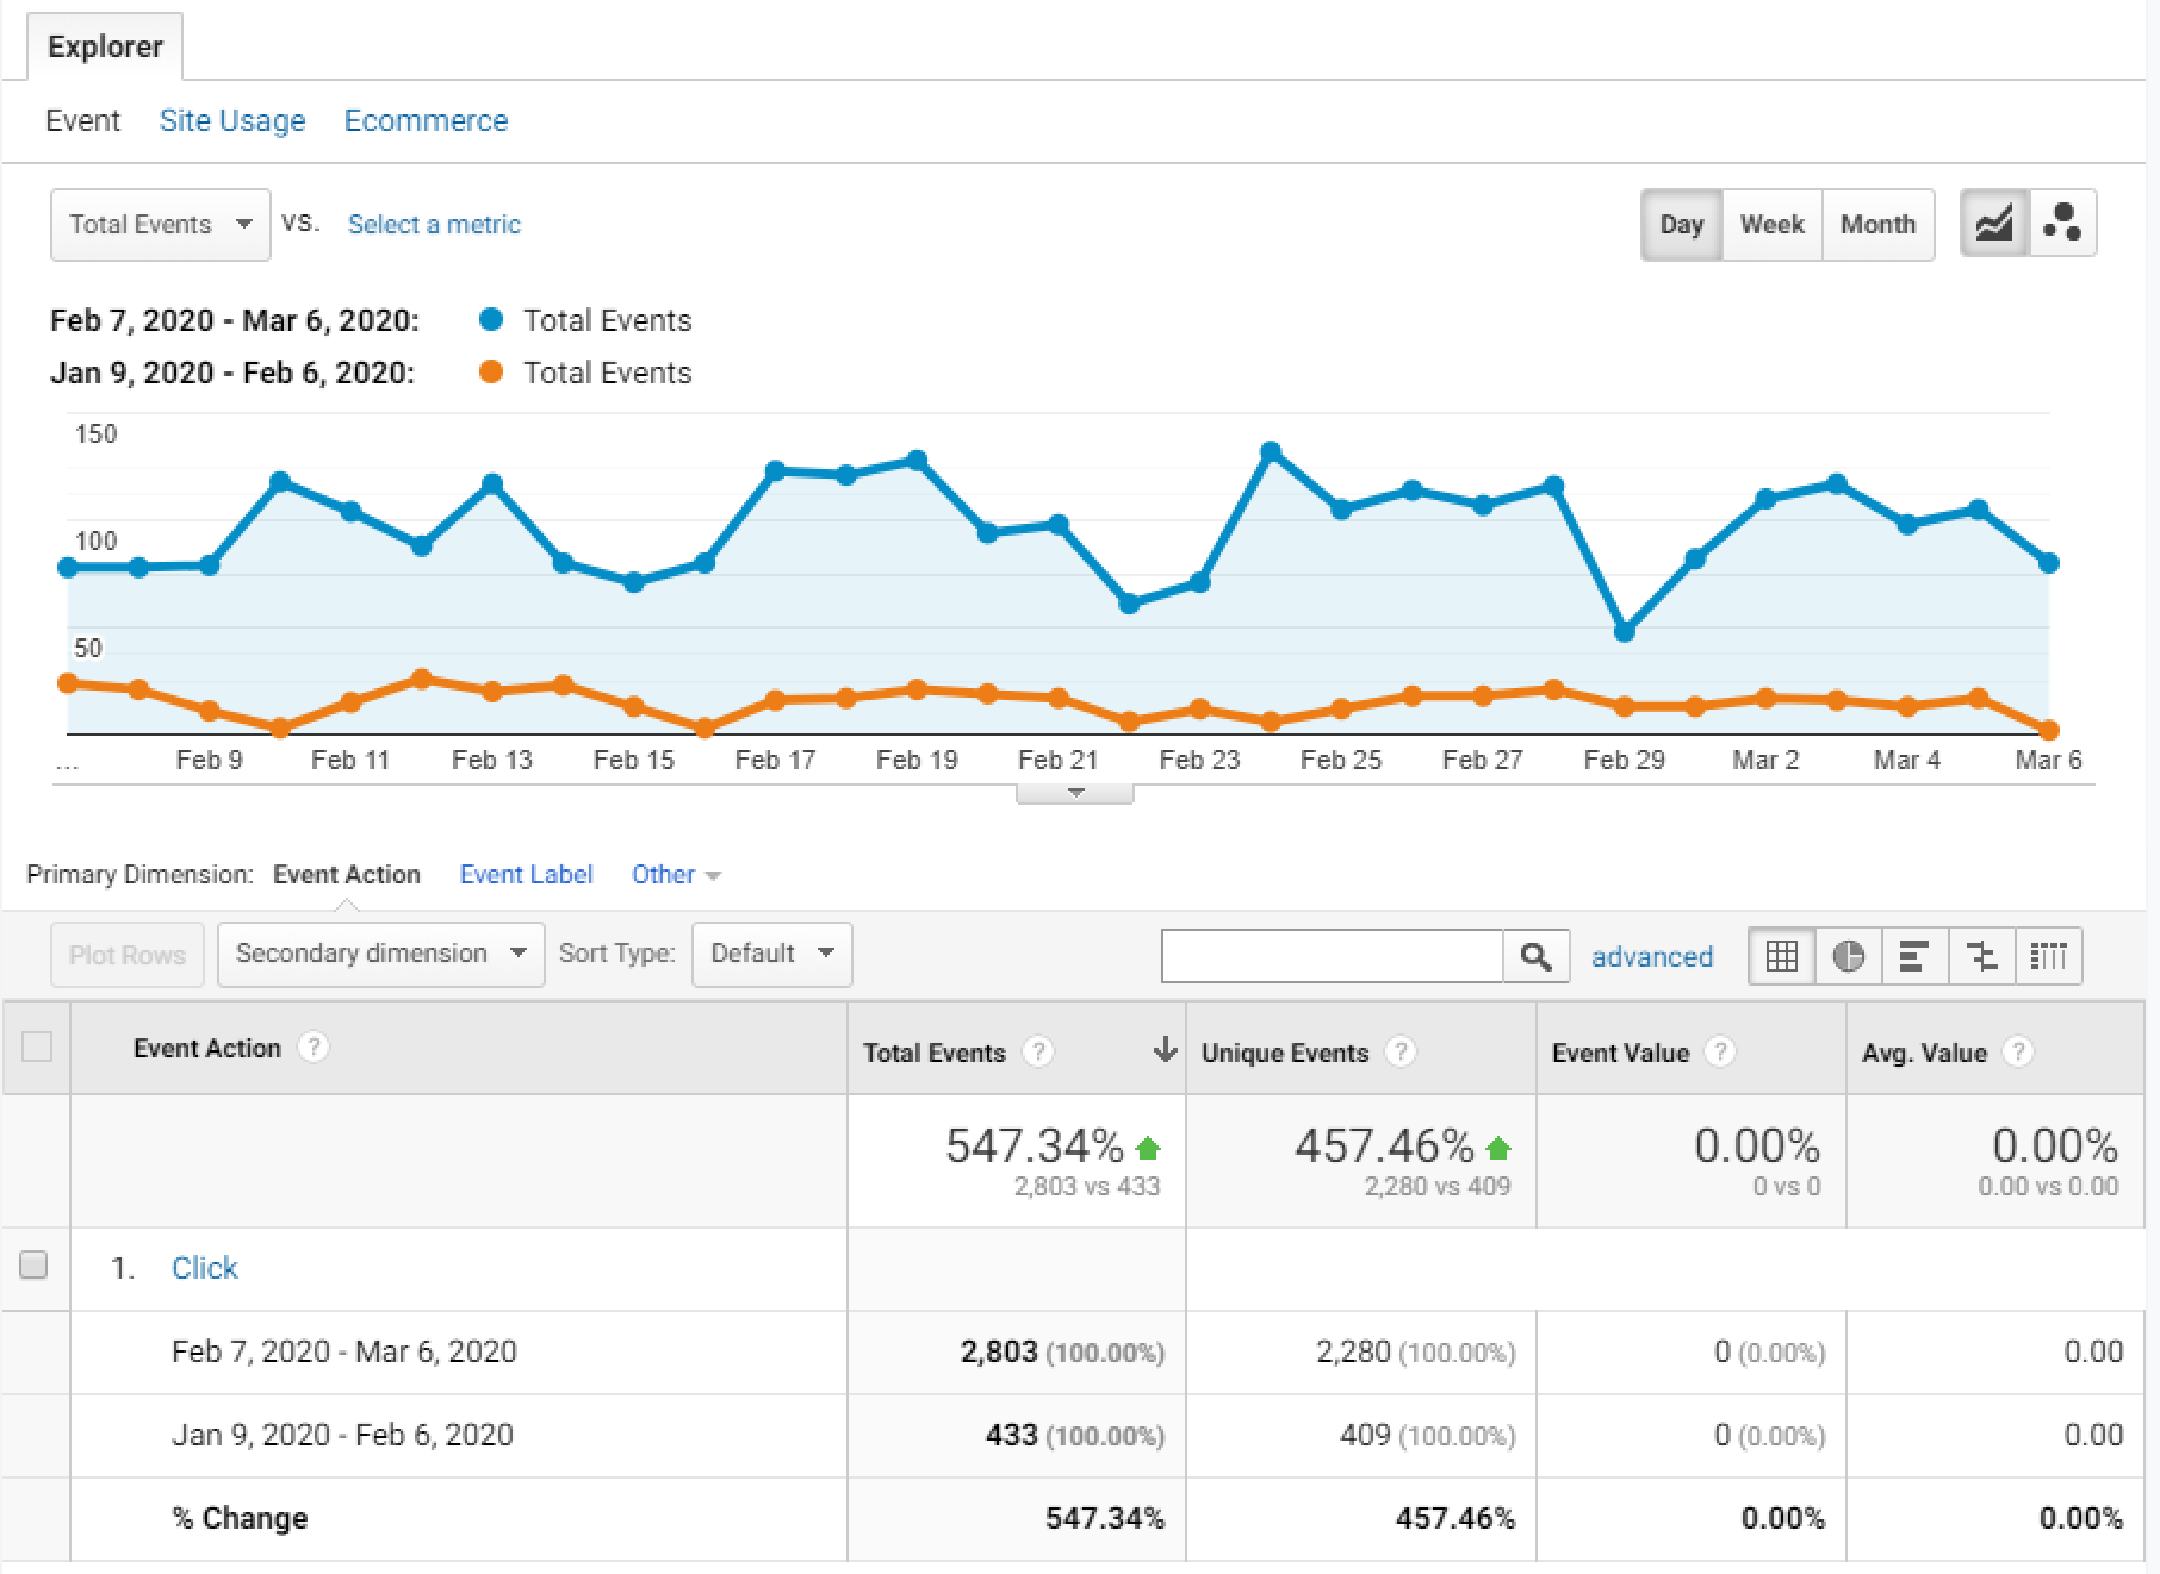 Explorer
Event Site Usage Ecommerce
Total Events VS. Select a metric Day Week Month
Feb 7, 2020 - Mar 6, 2020: Total Events
Jan 9, 2020 - Feb 6, 2020: Total Events
150
100
50
... Feb 9 Feb 11 Feb 13 Feb 15 Feb 17 Feb 19 Feb 21 Feb 23 Feb 25 Feb 27 Feb 29 Mar 2 Mar 4 Mar 6
Primary Dimension: Event Action Event Label Other
Plot Rows Secondary dimension Sort Type: Default advanced
Event Action ? Total Events ? Unique Events ? Event Value ? Avg. Value ?
547.34% 457.46% 0.00% 0.00%
2,803 vs 433 2,280 vs 409 0 vs 0 0.00 vs 0.00
1. Click
Feb 7, 2020 - Mar 6, 2020 2,803 (100.00%) 2,280 (100.00%) 0 (0.00%) 0.00
Jan 9, 2020 - Feb 6, 2020 433 (100.00%) 409 (100.00%) 0 (0.00%) 0.00
% Change 547.34% 457.46% 0.00% 0.00%